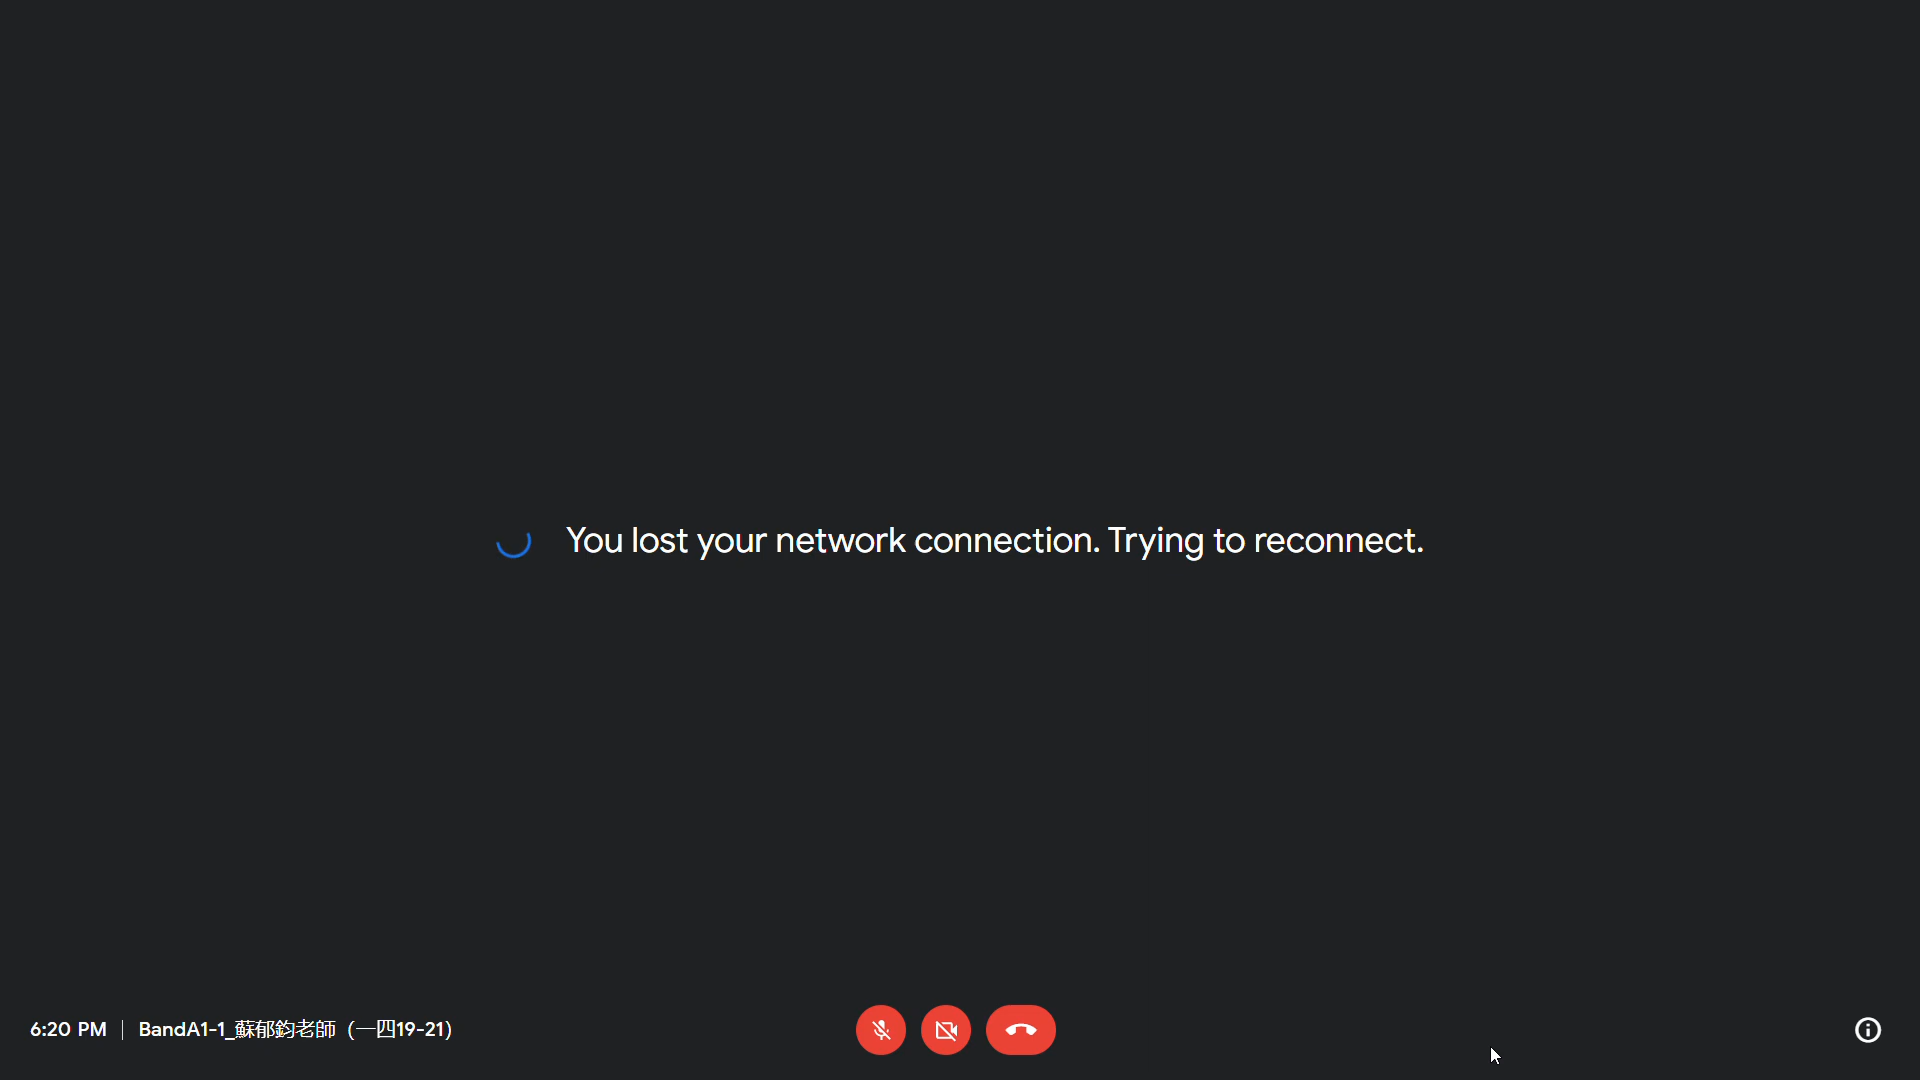 You lost your network connection. Trying to reconnect.
6:20 PM | BandA1-1_蘇郁鈞老師（一四19-21）